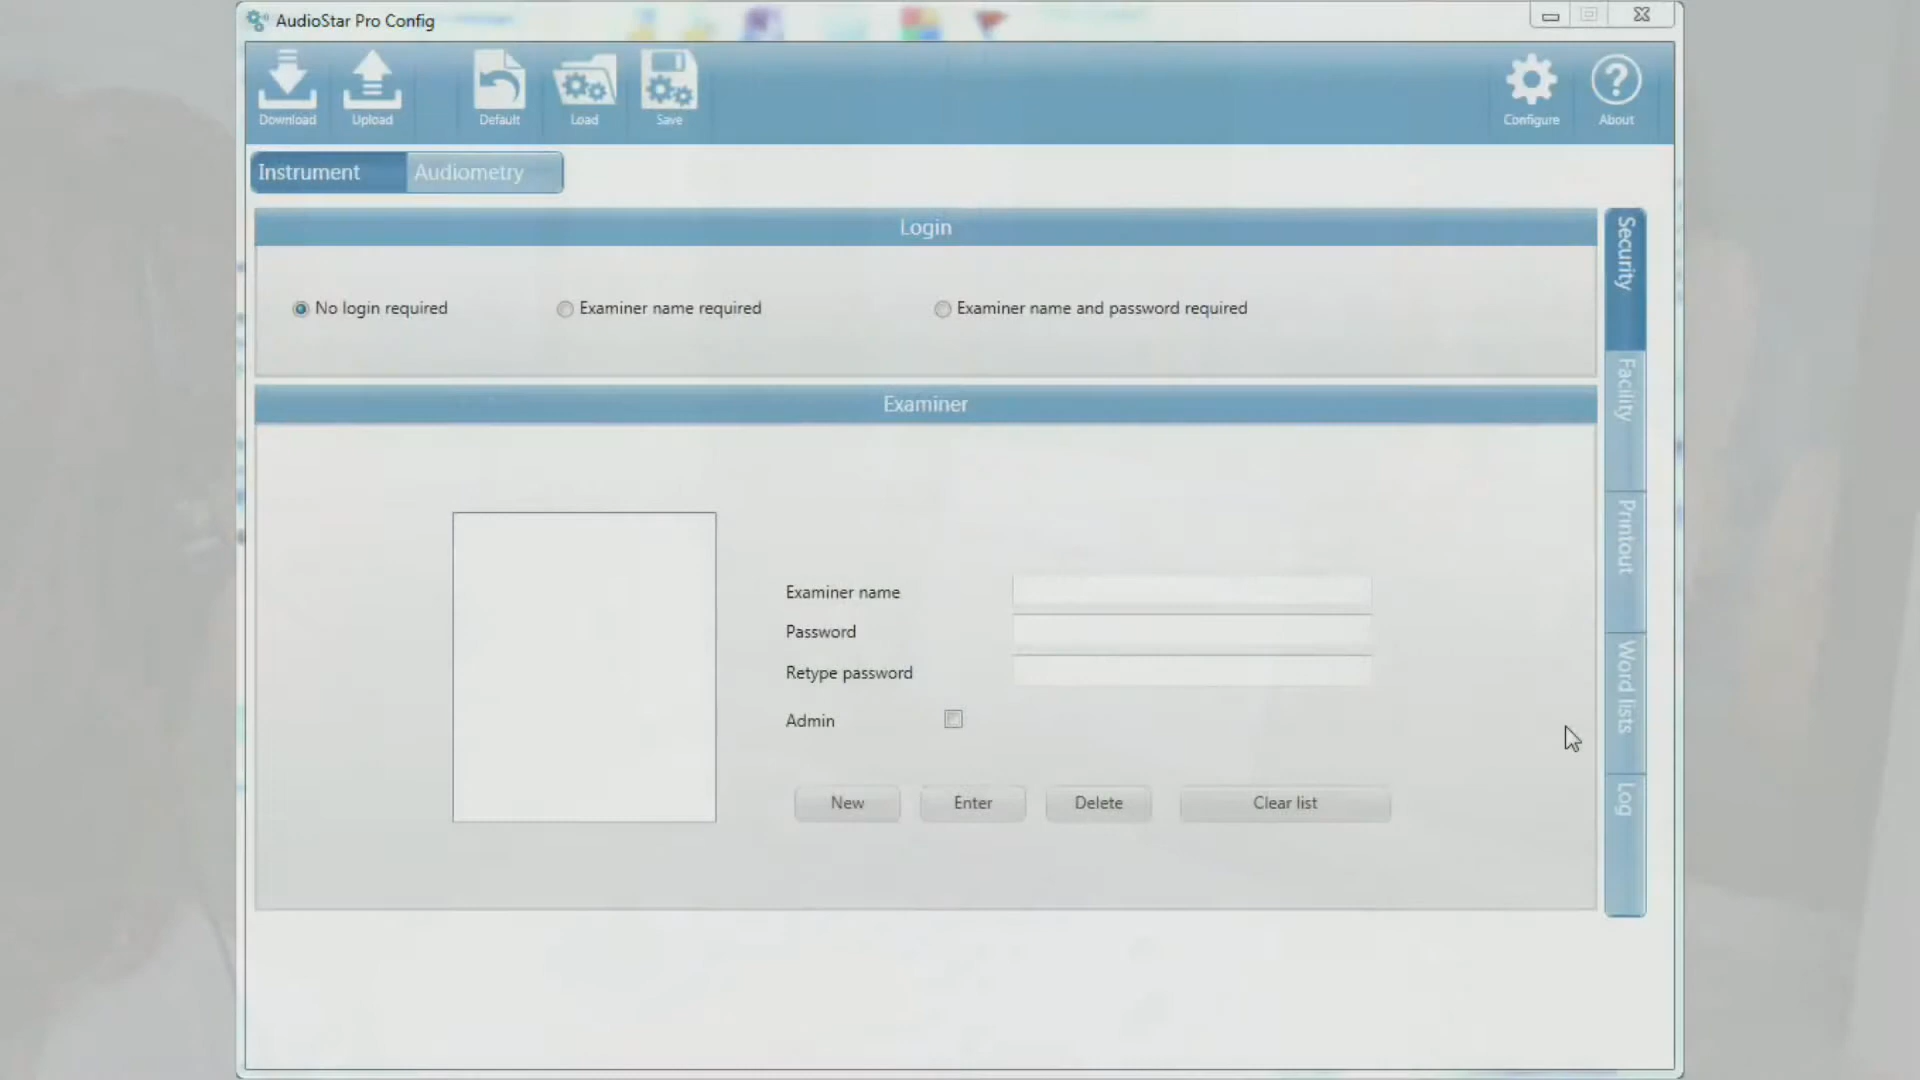 AudioStar Pro Config
Download Upload Default Load Save Configure About
Instrument Audiometry
Login
No login required Examiner name required Examiner name and password required
Examiner
Examiner name
Password
Retype password
Admin
New Enter Delete Clear list
Security
Facility
Printout
Word lists
Log